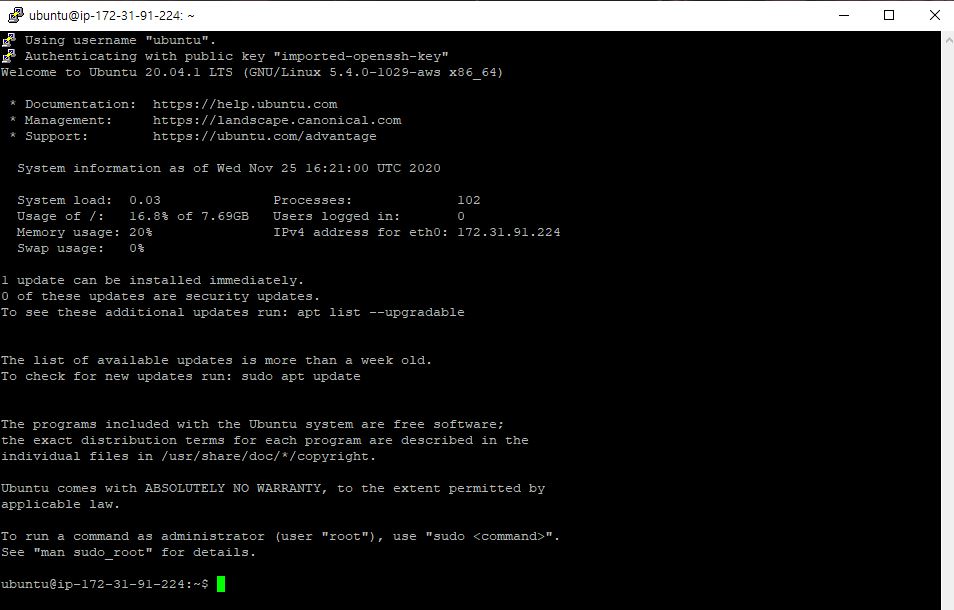 ubuntu@ip-172-31-91-224: ~
Using username "ubuntu".
Authenticating with public key "imported-openssh-key"
Welcome to Ubuntu 20.04.1 LTS (GNU/Linux 5.4.0-1029-aws x86_64)
* Documentation:  https://help.ubuntu.com
* Management:     https://landscape.canonical.com
* Support:        https://ubuntu.com/advantage
System information as of Wed Nov 25 16:21:00 UTC 2020
System load:  0.03              Processes:             102
Usage of /:   16.8% of 7.69GB   Users logged in:       0
Memory usage: 20%               IPv4 address for eth0: 172.31.91.224
Swap usage:   0%
1 update can be installed immediately.
0 of these updates are security updates.
To see these additional updates run: apt list --upgradable
The list of available updates is more than a week old.
To check for new updates run: sudo apt update
The programs included with the Ubuntu system are free software;
the exact distribution terms for each program are described in the
individual files in /usr/share/doc/*/copyright.
Ubuntu comes with ABSOLUTELY NO WARRANTY, to the extent permitted by
applicable law.
To run a command as administrator (user "root"), use "sudo <command>".
See "man sudo_root" for details.
ubuntu@ip-172-31-91-224:~$